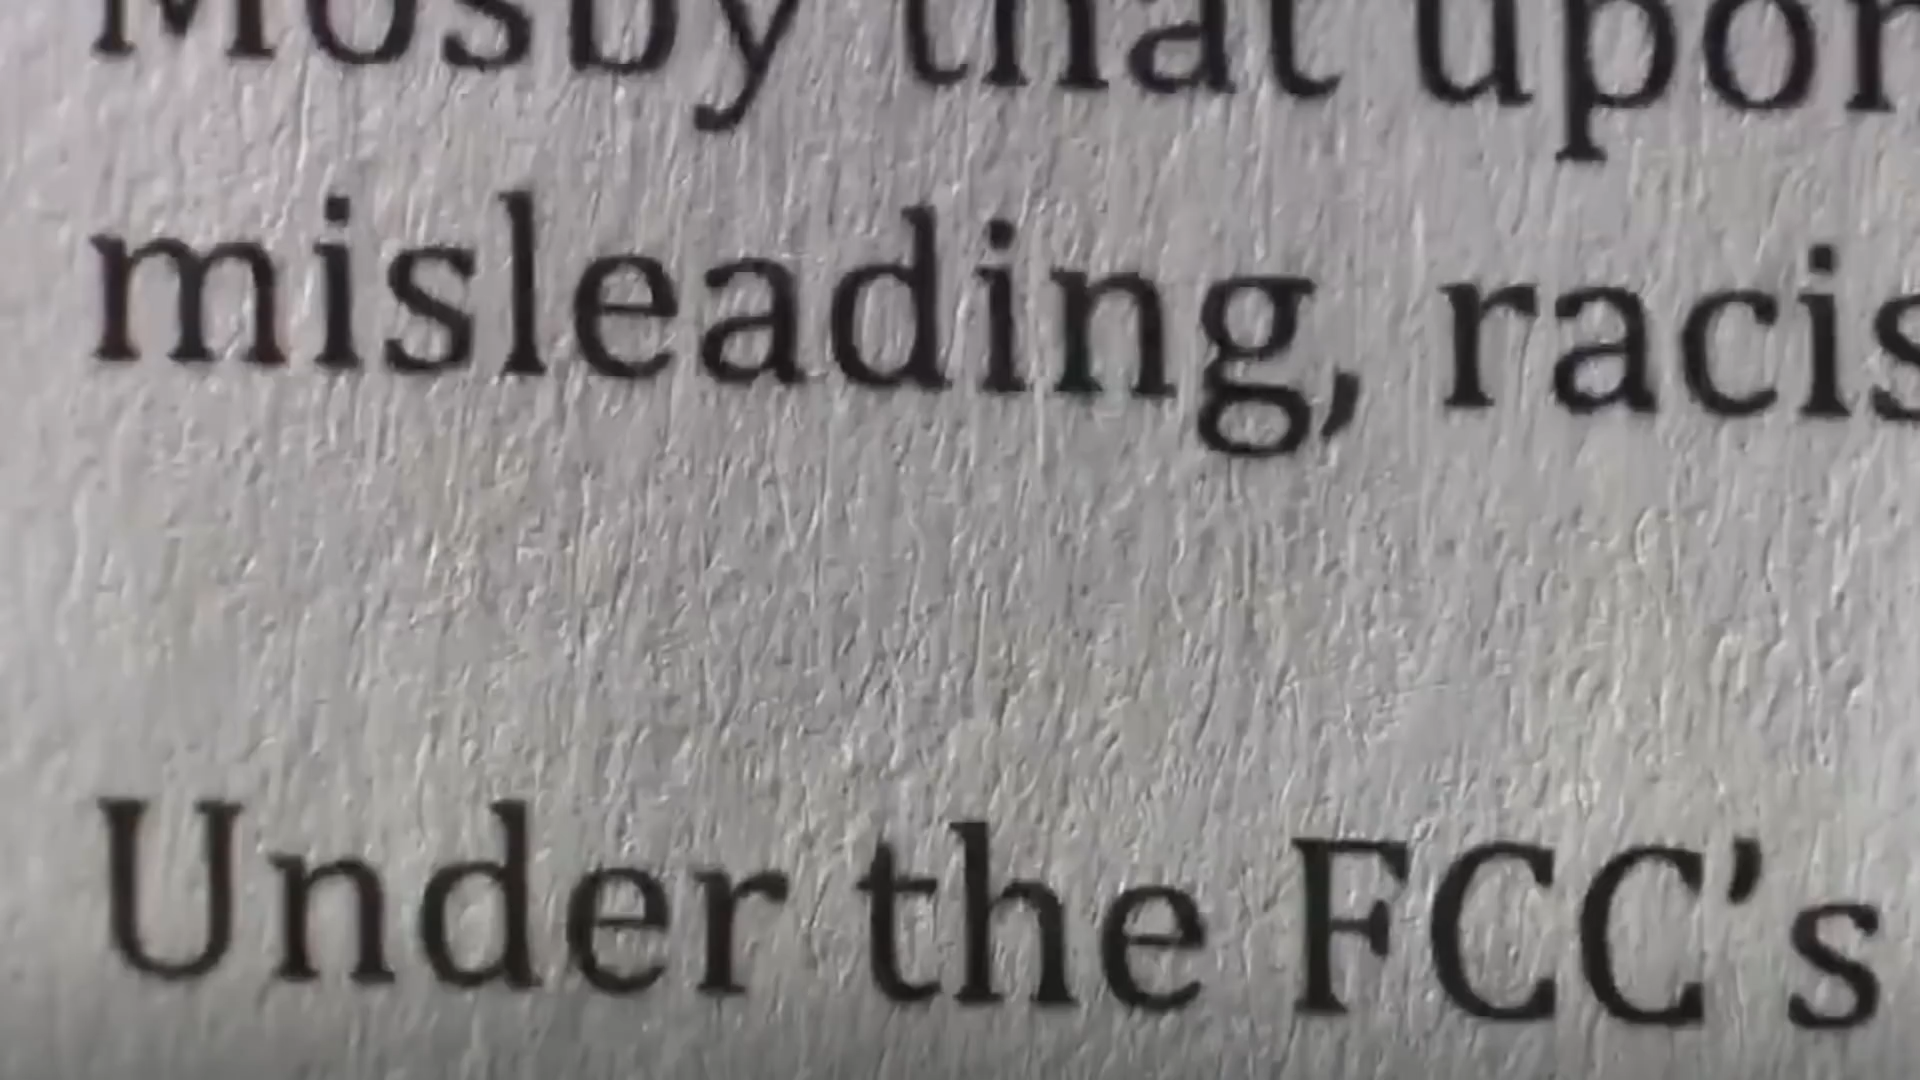 Mosby that upon
misleading, racis
Under the FCC's